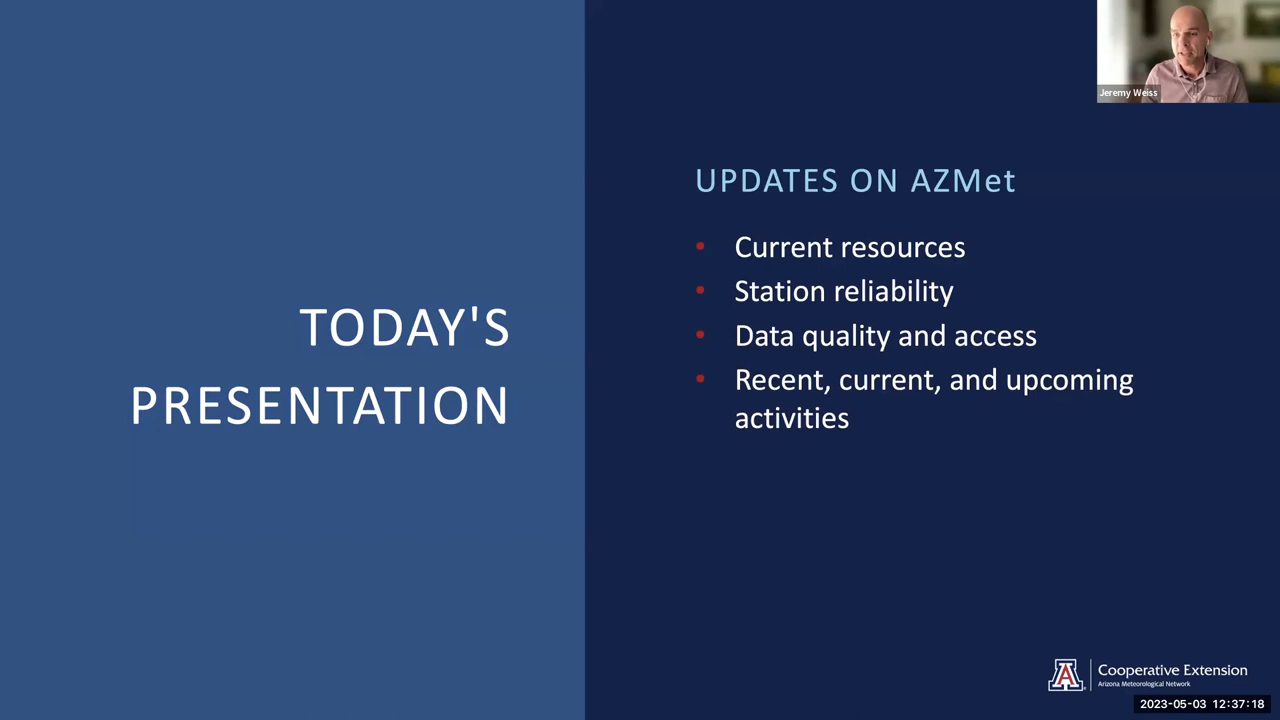 TODAY'S
PRESENTATION
UPDATES ON AZMet
• Current resources
• Station reliability
• Data quality and access
• Recent, current, and upcoming
activities
Jeremy Weiss
A
Cooperative Extension
Arizona Meteorological Network
2023-05-03 12:37:18